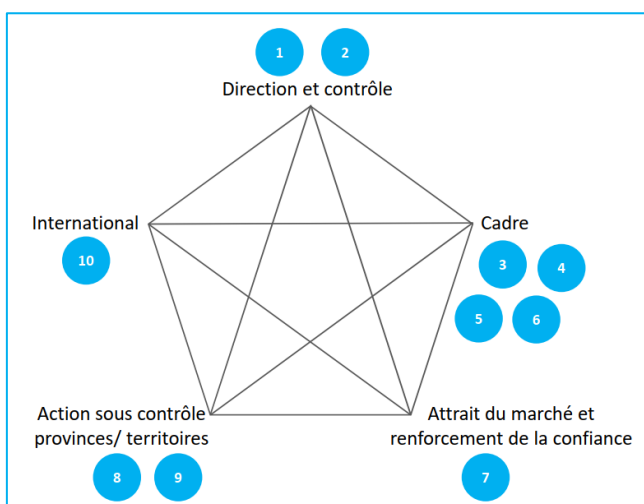 1 2
Direction et contrôle
International
Cadre
10
3 4
5 6
Action sous contrôle
provinces/ territoires
Attrait du marché et
renforcement de la confiance
8 9
7